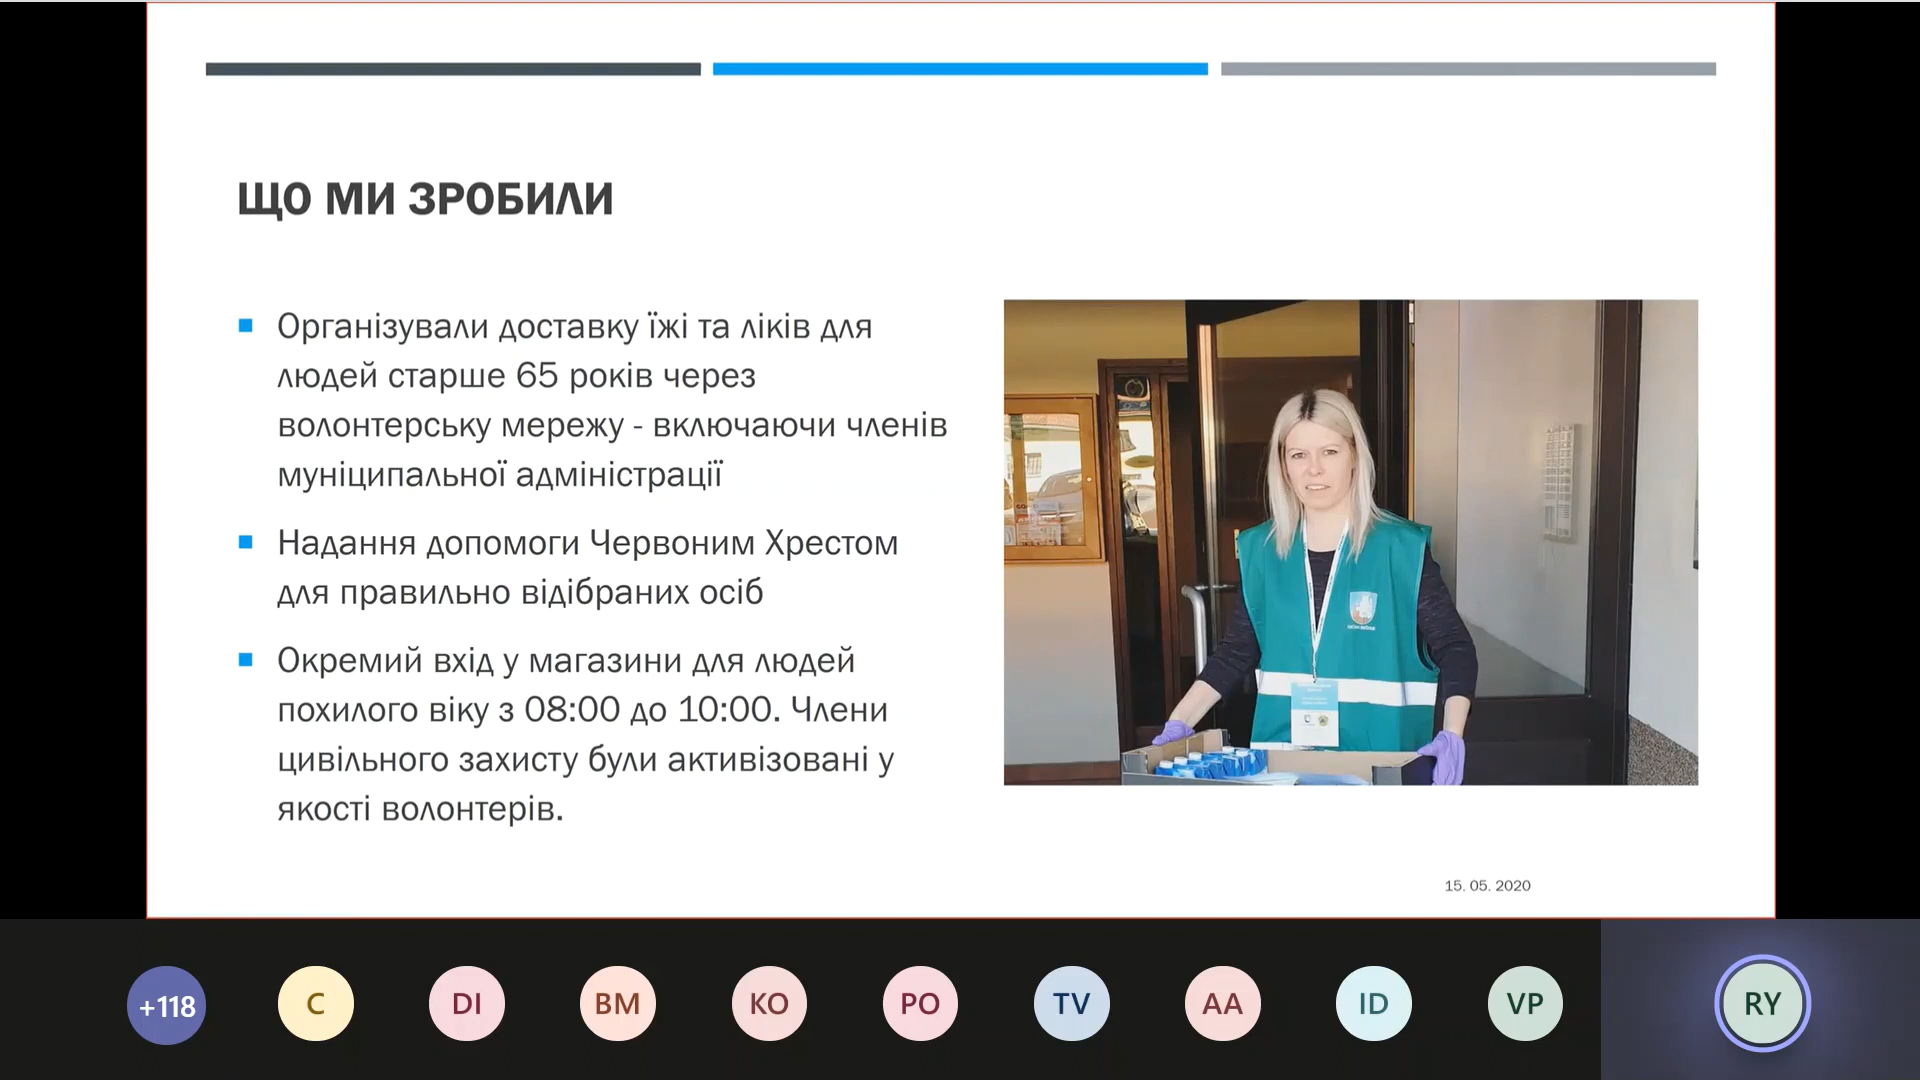 ЩО МИ ЗРОБИЛИ
Організували доставку їжі та ліків для
людей старше 65 років через
волонтерську мережу - включаючи членів
муніципальної адміністрації
Надання допомоги Червоним Хрестом
для правильно відібраних осіб
Окремий вхід у магазини для людей
похилого віку з 08:00 до 10:00. Члени
цивільного захисту були активізовані у
якості волонтерів.
15. 05. 2020
+118
C
DI
BM
KO
PO
TV
AA
ID
VP
RY